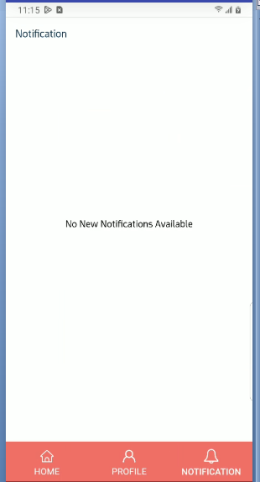 11:15
Notification
No New Notifications Available
HOME PROFILE NOTIFICATION